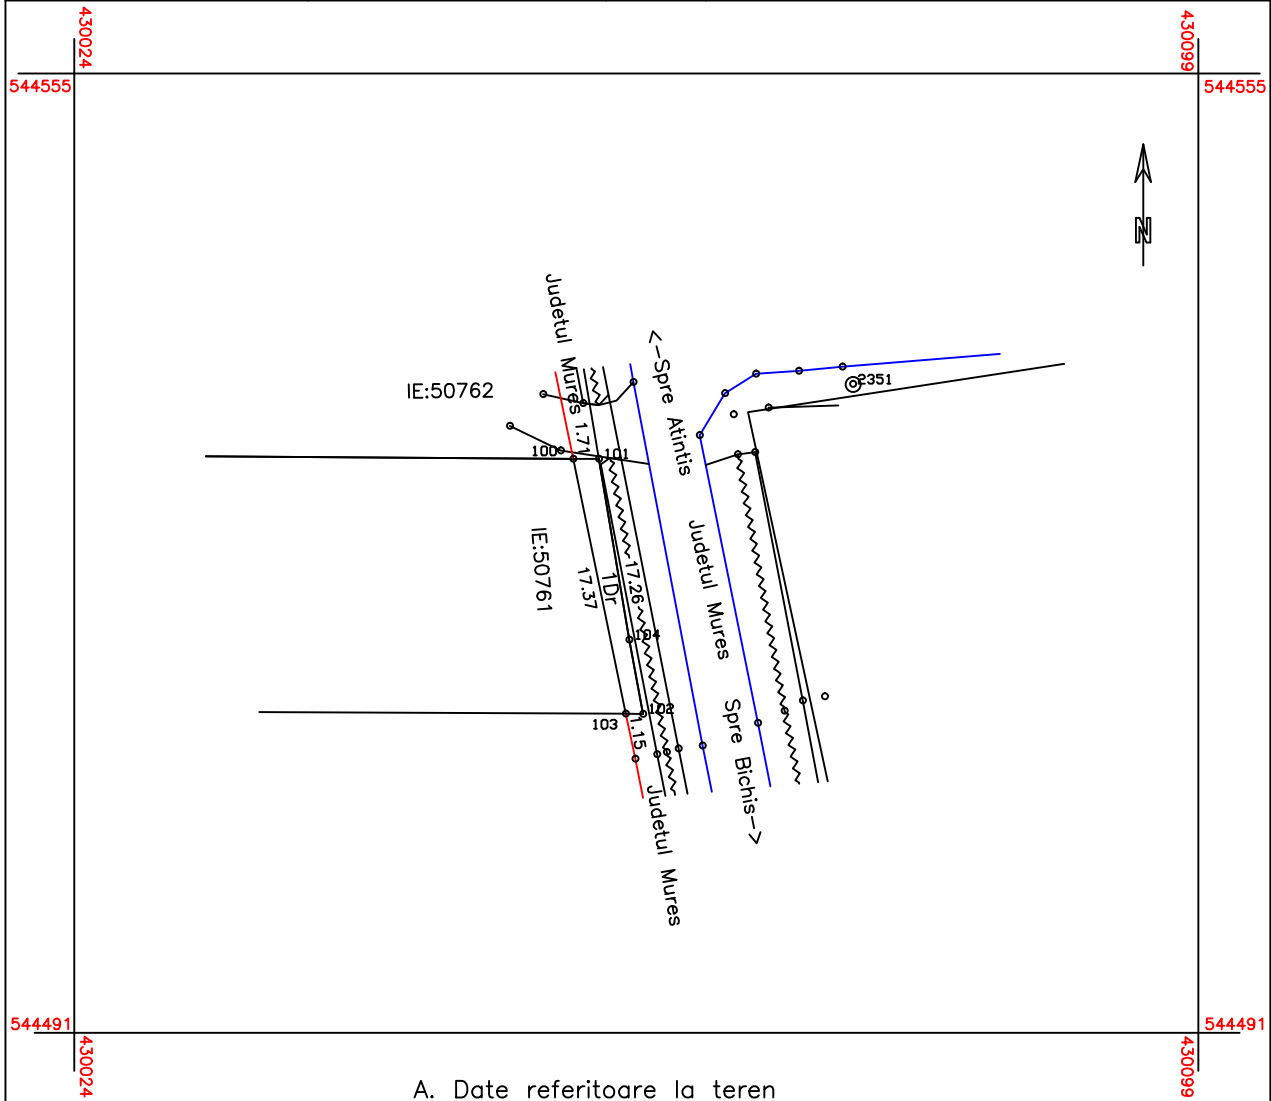 430024
430099
544555
544555
N
Judetul Mures
<-Spre Atintis
2351
IE:50762
1.71
100
101
IE:50761
17.37
1Dr
17.26
Judetul Mures
104
102
103
1.15
Spre Bichis->
Judetul Mures
544491
544491
430024
430099
A. Date referitoare la teren